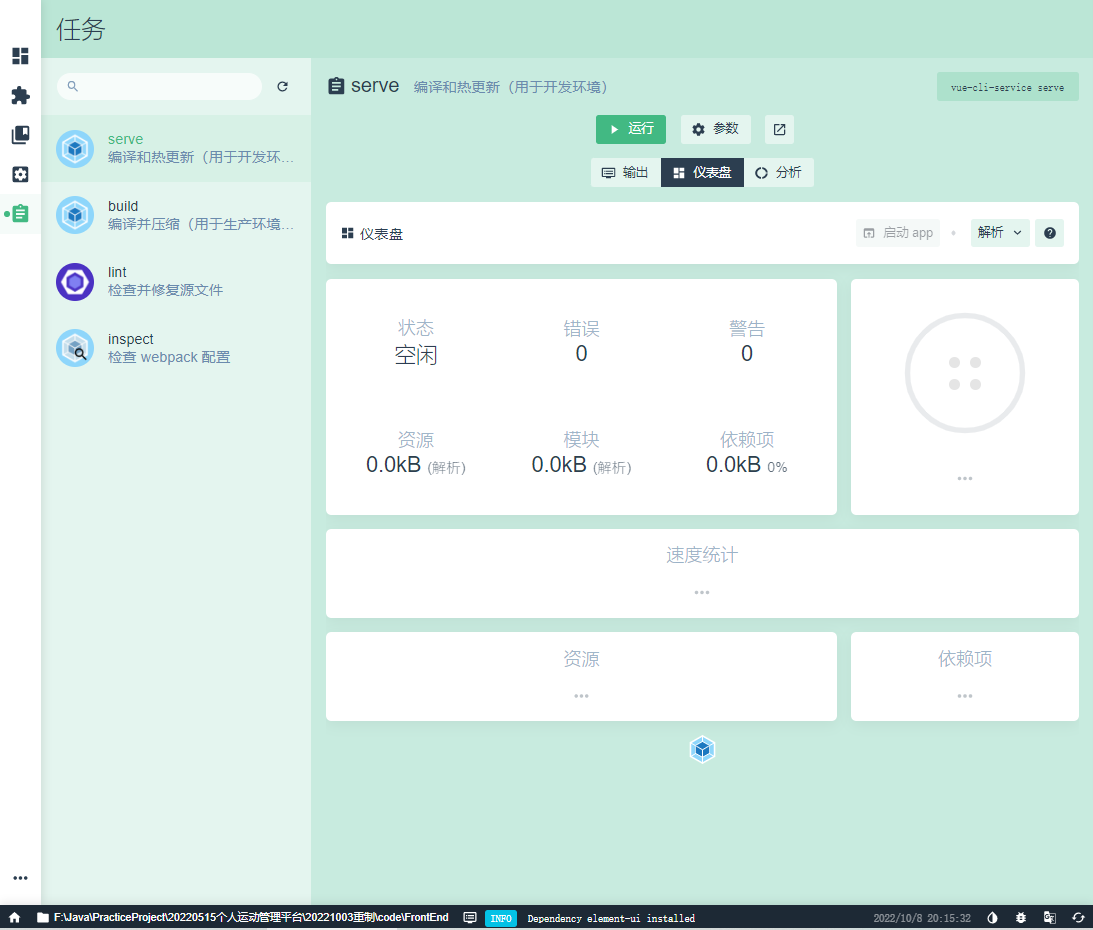 任务
serve
编译和热更新（用于开发环…
build
编译并压缩（用于生产环境…
lint
检查并修复源文件
inspect
检查 webpack 配置
serve 编译和热更新（用于开发环境）
vue-cli-service serve
运行 参数
输出 仪表盘 分析
仪表盘
启动 app • 解析
状态 错误 警告
空闲 0 0
资源 模块 依赖项
0.0kB (解析) 0.0kB (解析) 0.0kB 0%
速度统计
资源 依赖项
F:\Java\PracticeProject\20220515个人运动管理平台\20221003重制\code\FrontEnd INFO Dependency element-ui installed 2022/10/8 20:15:32